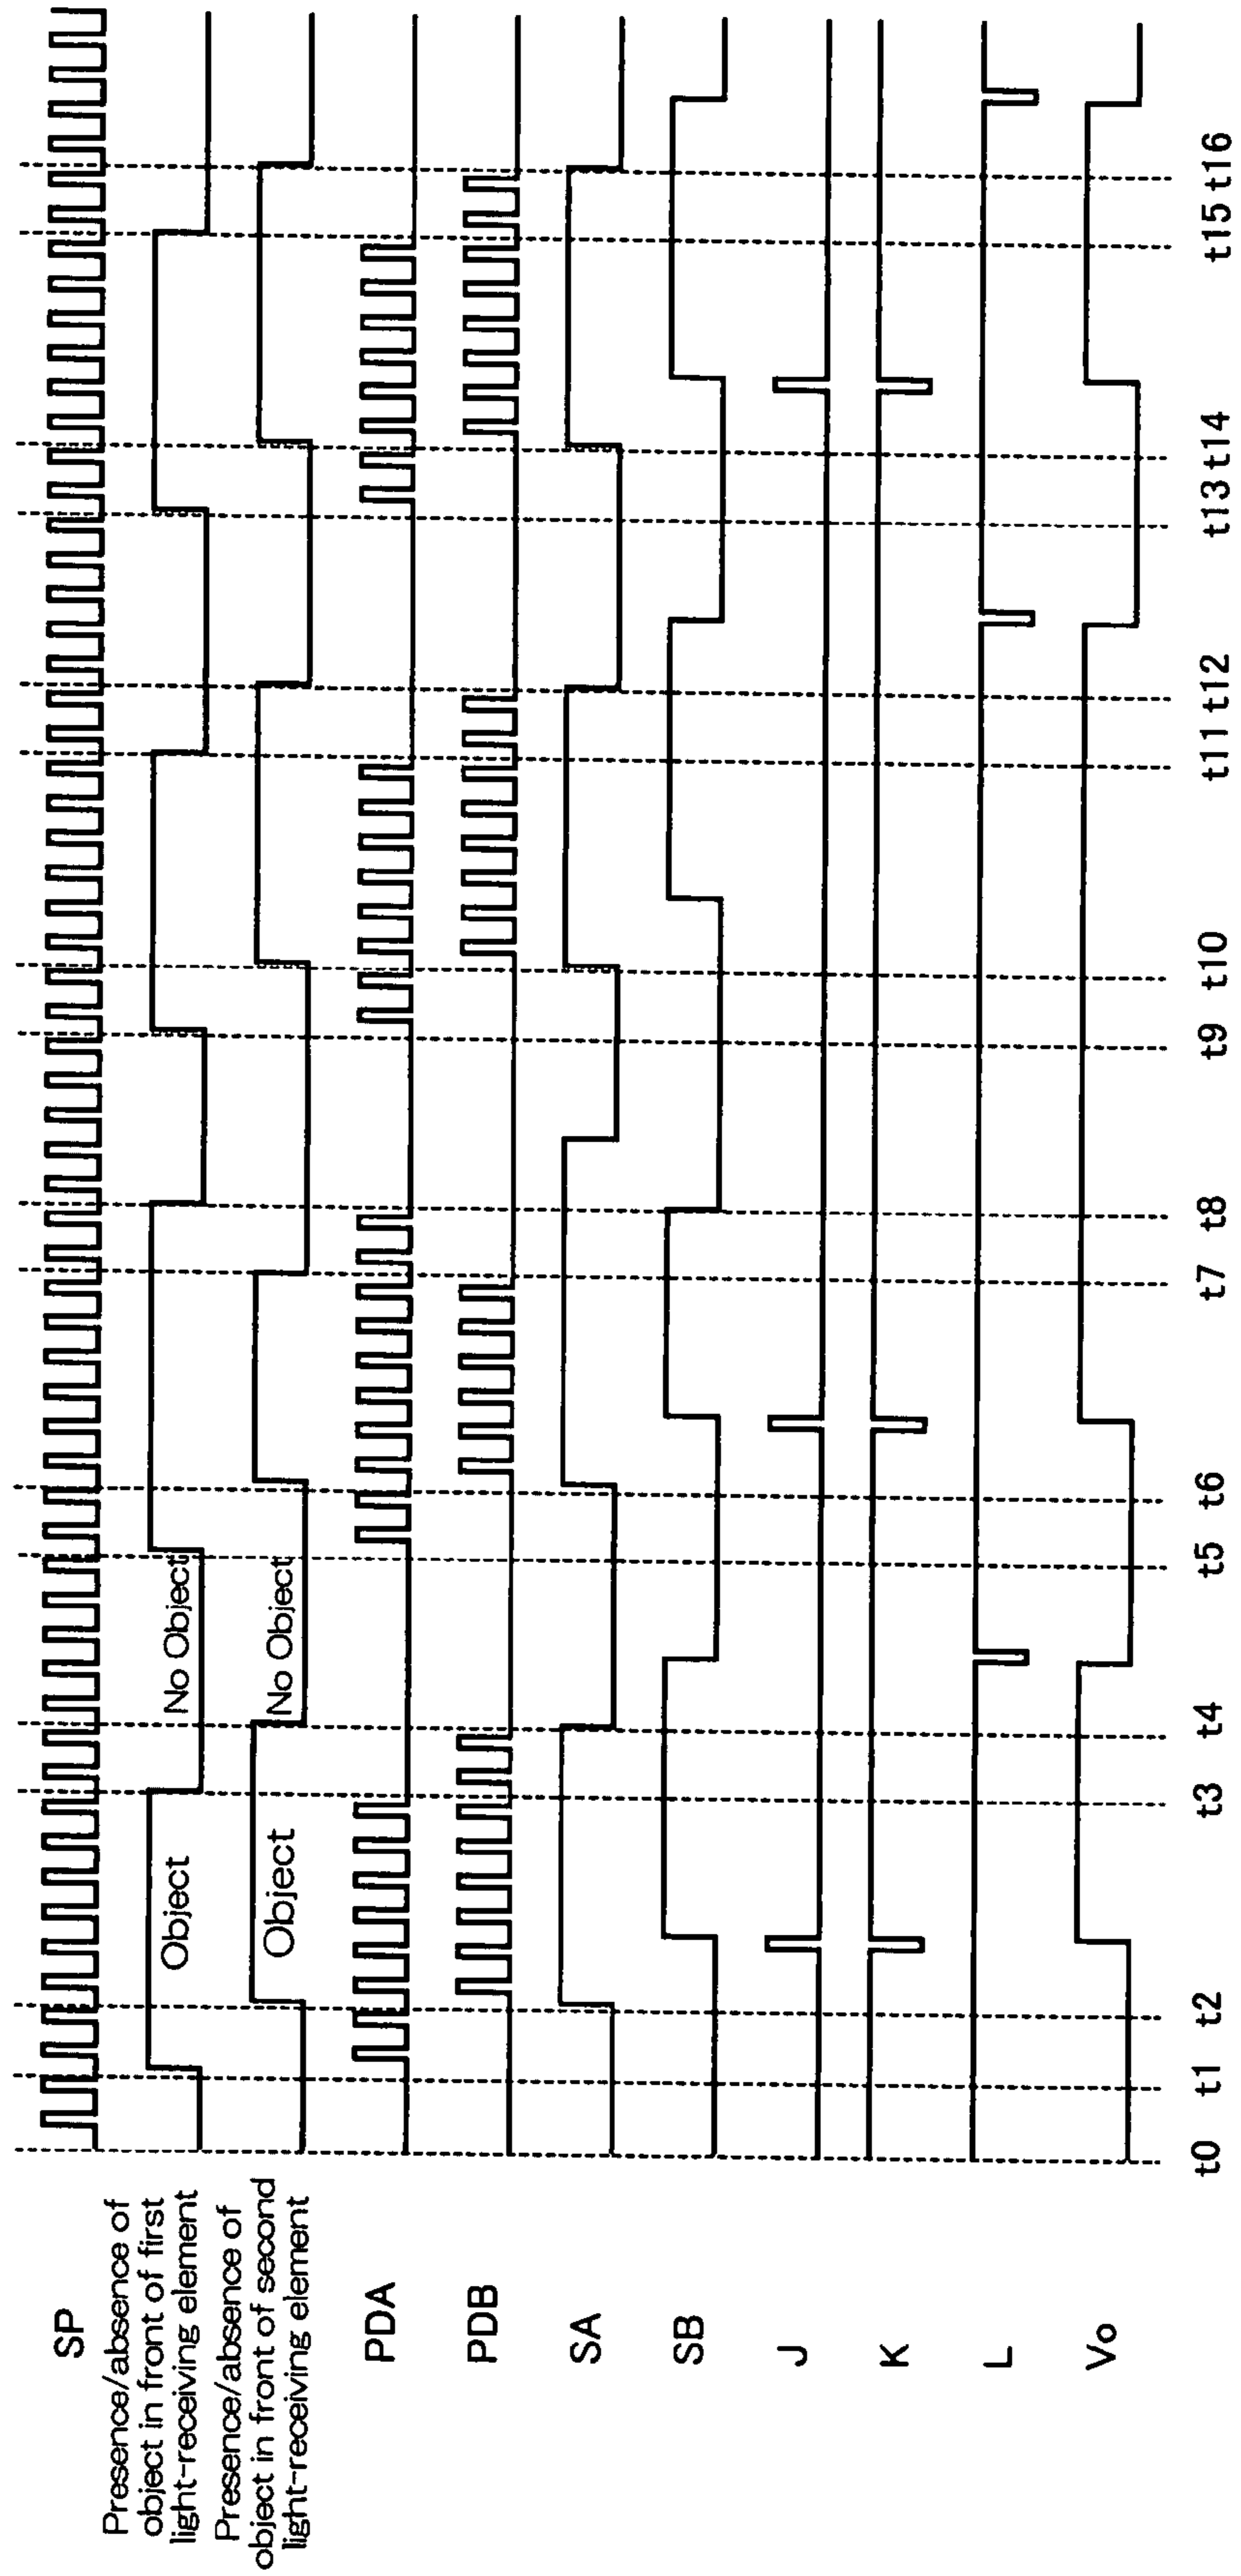 SP
Presence/absence of
object in front of first
light-receiving element
Presence/absence of
object in front of second
light-receiving element
PDA
PDB
SA
SB
J
K
L
Vo
Object
No Object
Object
No Object
t0 t1 t2 t3 t4 t5 t6 t7 t8 t9 t10 t11 t12 t13 t14 t15 t16